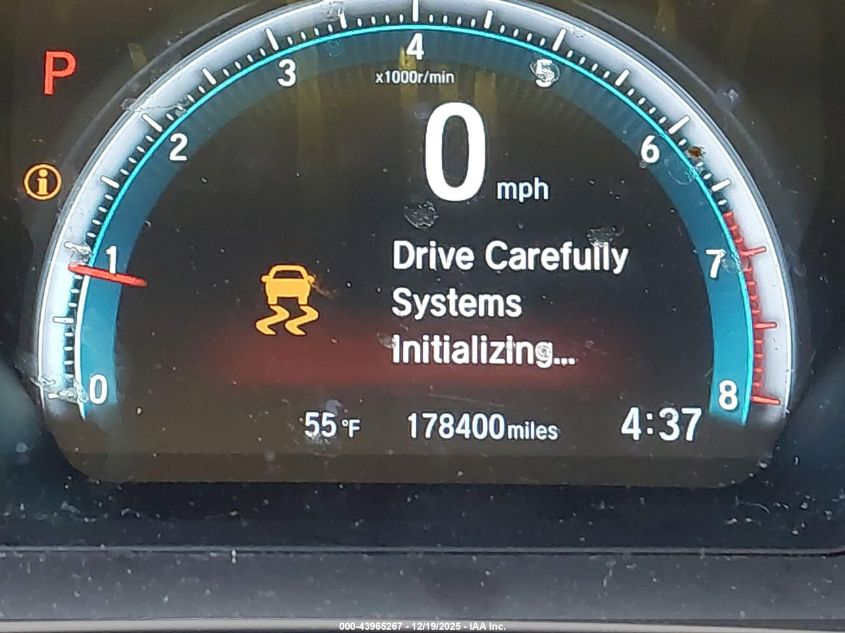 P
4
x1000r/min
3
5
0 mph
2
6
i
Drive Carefully
1
7
Systems
Initializing...
0
8
55°F
178400miles
4:37
000-43965267 - 12/19/2025 - IAA Inc.